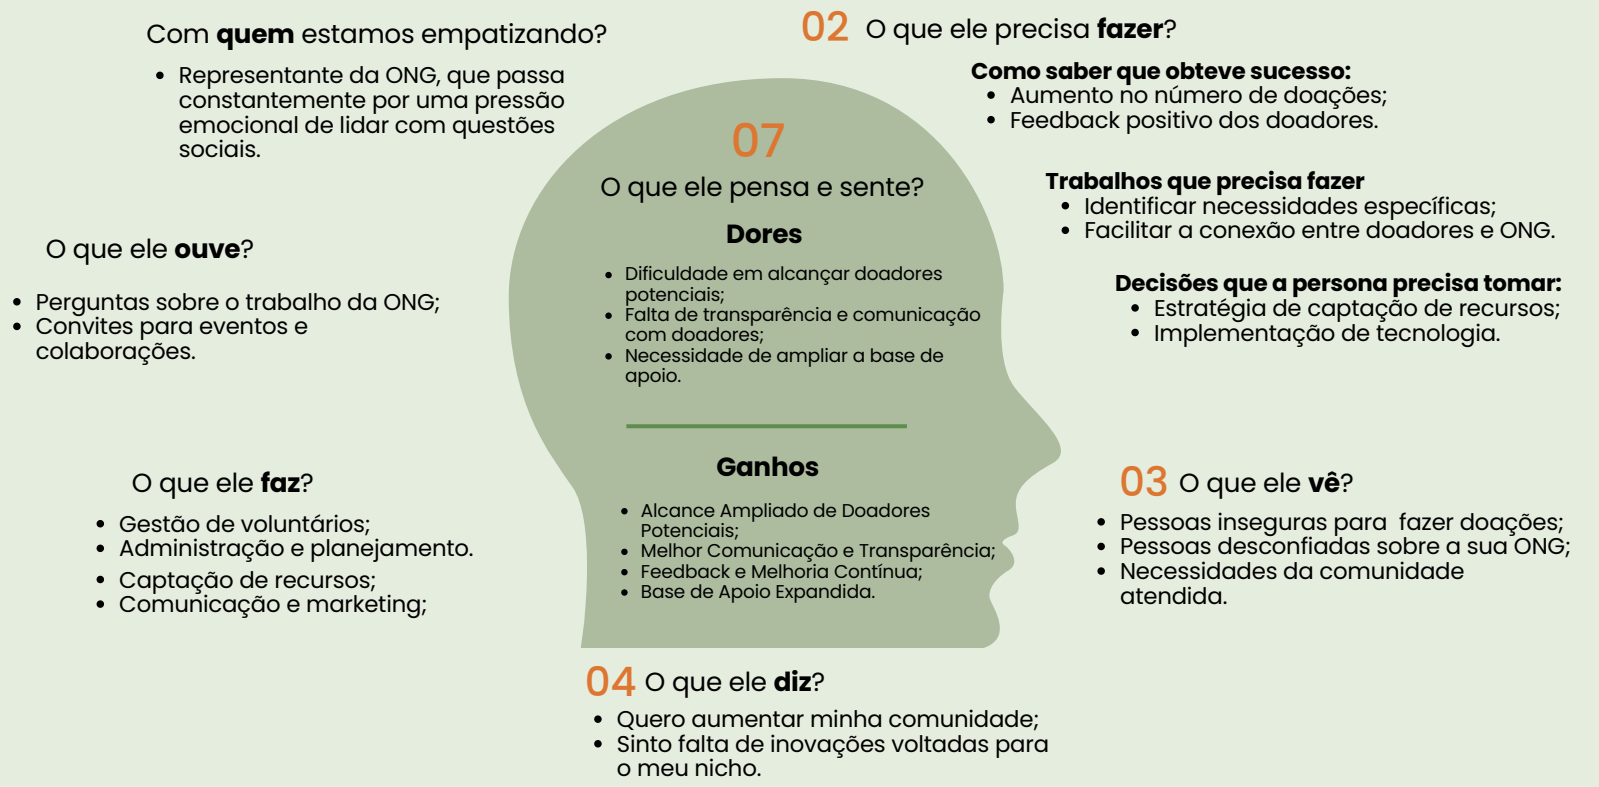 Com quem estamos empatizando?
• Representante da ONG, que passa
constantemente por uma pressão
emocional de lidar com questões
sociais.
02 O que ele precisa fazer?
Como saber que obteve sucesso:
• Aumento no número de doações;
• Feedback positivo dos doadores.
Trabalhos que precisa fazer
• Identificar necessidades específicas;
• Facilitar a conexão entre doadores e ONG.
Decisões que a persona precisa tomar:
• Estratégia de captação de recursos;
• Implementação de tecnologia.
03 O que ele vê?
• Pessoas inseguras para fazer doações;
• Pessoas desconfiadas sobre a sua ONG;
• Necessidades da comunidade
atendida.
04 O que ele diz?
• Quero aumentar minha comunidade;
• Sinto falta de inovações voltadas para
o meu nicho.
O que ele faz?
• Gestão de voluntários;
• Administração e planejamento.
• Captação de recursos;
• Comunicação e marketing;
O que ele ouve?
• Perguntas sobre o trabalho da ONG;
• Convites para eventos e
colaborações.
07
O que ele pensa e sente?
Dores
• Dificuldade em alcançar doadores
potenciais;
• Falta de transparência e comunicação
com doadores;
• Necessidade de ampliar a base de
apoio.
Ganhos
• Alcance Ampliado de Doadores
Potenciais;
• Melhor Comunicação e Transparência;
• Feedback e Melhoria Contínua;
• Base de Apoio Expandida.